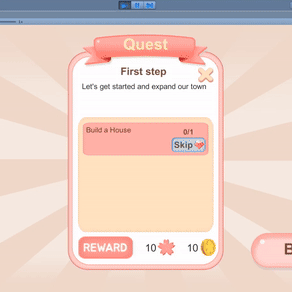 Quest
First step
Let's get started and expand our town
Build a House
0/1
Skip
REWARD
10
10
B